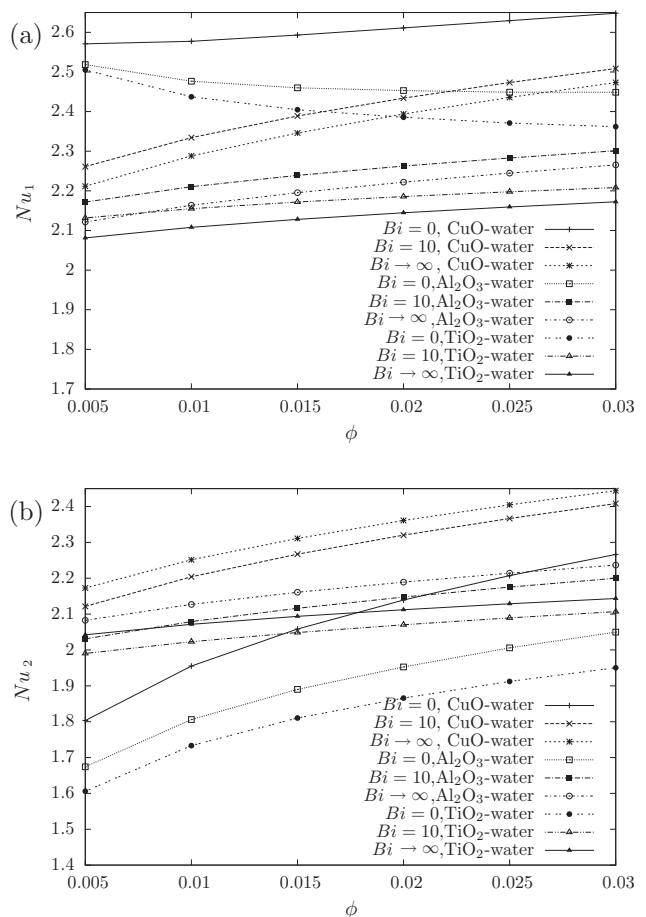 (a)
2.6
2.5
2.4
2.3
2.2
2.1
2
1.9
1.8
1.7
Nu₁
Bi = 0, CuO-water
Bi = 10, CuO-water
Bi → ∞, CuO-water
Bi = 0,Al₂O₃-water
Bi = 10,Al₂O₃-water
Bi → ∞,Al₂O₃-water
Bi = 0,TiO₂-water
Bi = 10,TiO₂-water
Bi → ∞,TiO₂-water
0.005 0.01 0.015 0.02 0.025 0.03
ϕ
(b)
2.4
2.3
2.2
2.1
2
1.9
1.8
1.7
1.6
1.5
1.4
Nu₂
Bi = 0, CuO-water
Bi = 10, CuO-water
Bi → ∞, CuO-water
Bi = 0,Al₂O₃-water
Bi = 10,Al₂O₃-water
Bi → ∞,Al₂O₃-water
Bi = 0,TiO₂-water
Bi = 10,TiO₂-water
Bi → ∞,TiO₂-water
0.005 0.01 0.015 0.02 0.025 0.03
ϕ